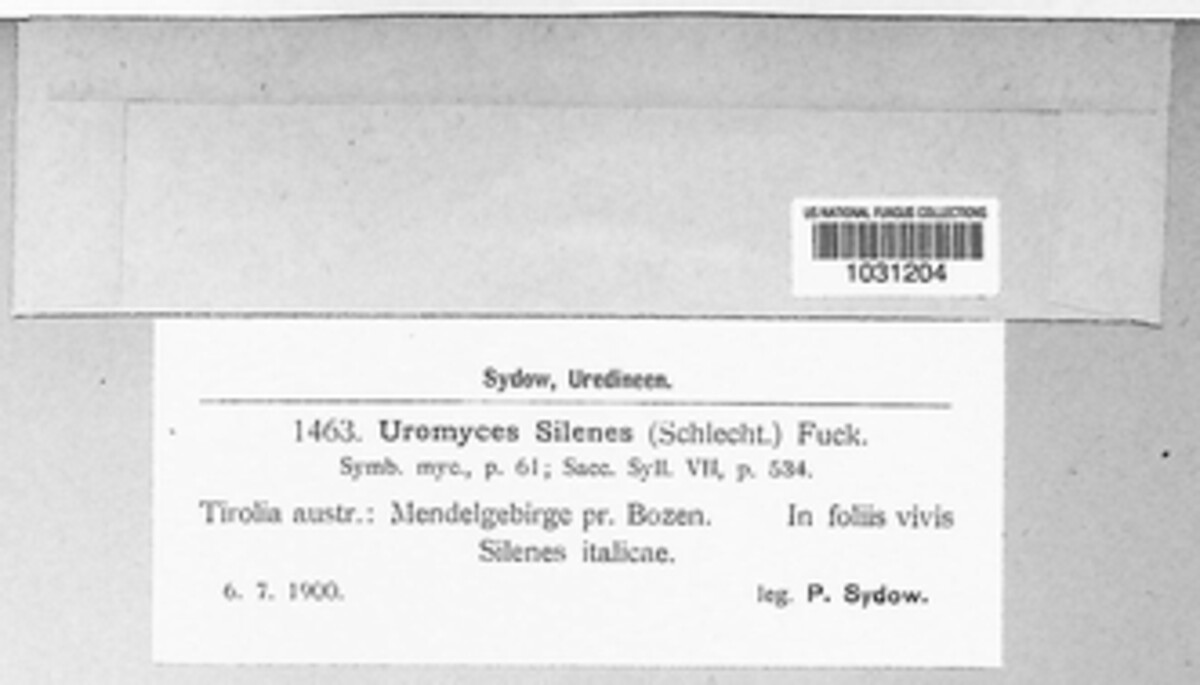 US NATIONAL FUNGUS COLLECTIONS
1031204
Sydow, Uredineen.
1463. Uromyces Silenes (Schlecht.) Fuck.
Symb. myc., p. 61; Sacc. Syll. VII, p. 534.
Tirolia austr.: Mendelgebirge pr. Bozen. In foliis vivis
Silenes italicae.
6. 7. 1900. leg. P. Sydow.